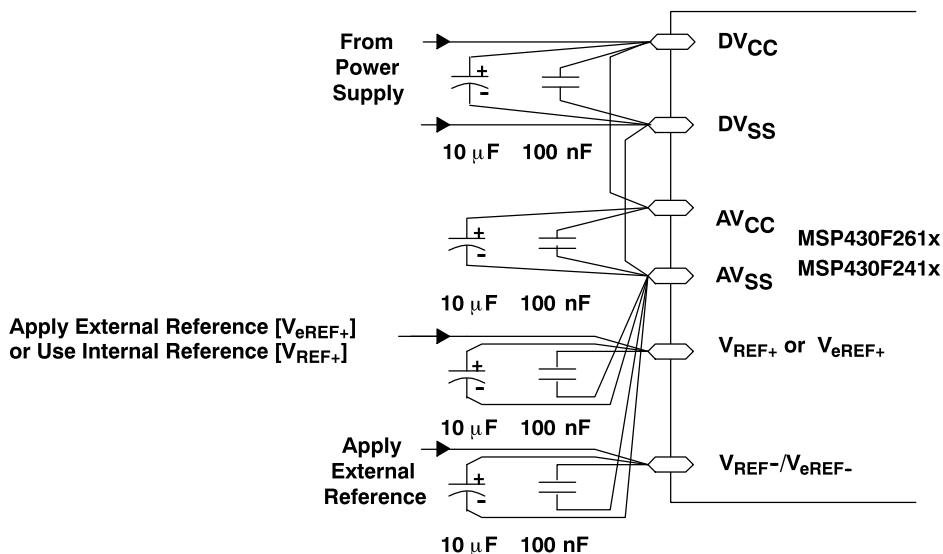 From
Power
Supply
DVCC
+
-
DVSS
10 μF 100 nF
AVCC
+
-
MSP430F261x
MSP430F241x
AVSS
10 μF 100 nF
Apply External Reference [VeREF+]
or Use Internal Reference [VREF+]
VREF+ or VeREF+
+
-
10 μF 100 nF
Apply
External
Reference
VREF-/VeREF-
+
-
10 μF 100 nF